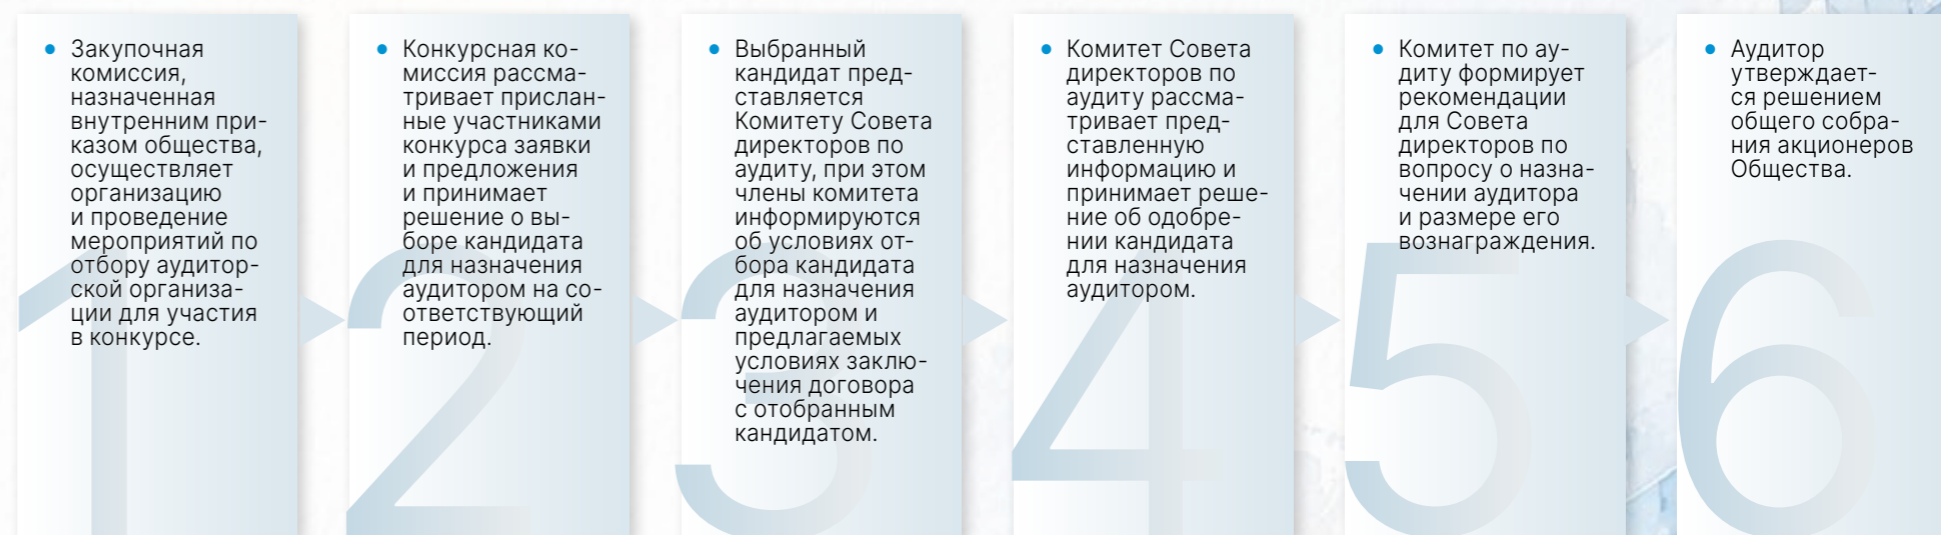 Закупочная
комиссия,
назначенная
внутренним при-
казом общества,
осуществляет
организацию
и проведение
мероприятий по
отбору аудитор-
ской организа-
ции для участия
в конкурсе.
1
Конкурсная ко-
миссия рассма-
тривает прислан-
ные участниками
конкурса заявки
и предложения
и принимает
решение о вы-
боре кандидата
для назначения
аудитором на со-
ответствующий
период.
2
Выбранный
кандидат пред-
ставляется
Комитету Совета
директоров по
аудиту, при этом
члены комитета
информируются
об условиях от-
бора кандидата
для назначения
аудитором и
предлагаемых
условиях заклю-
чения договора
с отобранным
кандидатом.
3
Комитет Совета
директоров по
аудиту рассма-
тривает пред-
ставленную
информацию и
принимает реше-
ние об одобре-
нии кандидата
для назначения
аудитором.
4
Комитет по ау-
диту формирует
рекомендации
для Совета
директоров по
вопросу о назна-
чении аудитора
и размере его
вознаграждения.
5
Аудитор
утверждает-
ся решением
общего собра-
ния акционеров
Общества.
6